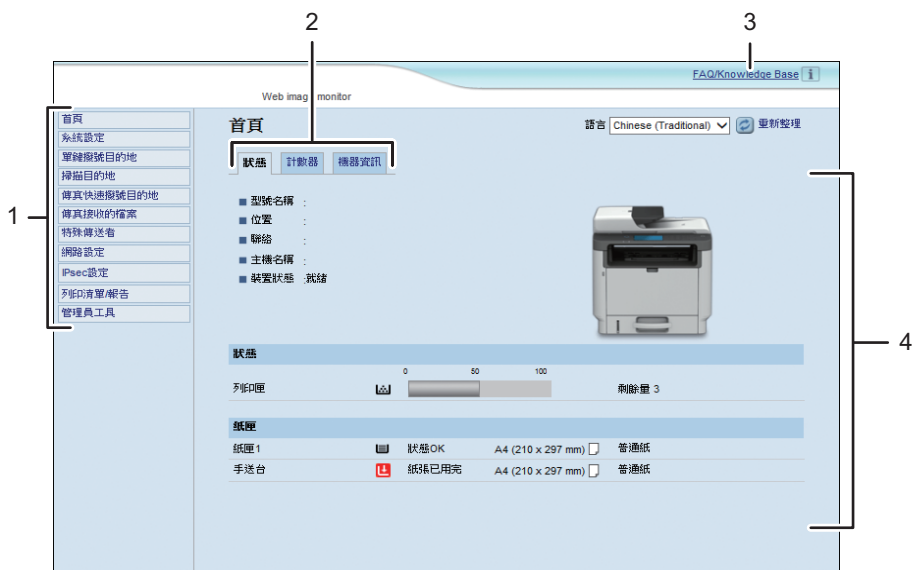 2
3
FAQ/Knowledge Base
Web image monitor
1
首頁
系統設定
單鍵撥號目的地
掃描目的地
傳真快速撥號目的地
傳真接收的檔案
特殊傳送者
網路設定
IPsec設定
列印清單/報告
管理員工具
首頁
語言 Chinese (Traditional) 重新整理
狀態 計數器 機器資訊
型號名稱 :
位置 :
聯絡 :
主機名稱 :
裝置狀態 :就緒
4
狀態
0 50 100
列印匣 剩餘量 3
紙匣
紙匣1 狀態OK A4 (210 x 297 mm) 普通紙
手送台 紙張已用完 A4 (210 x 297 mm) 普通紙